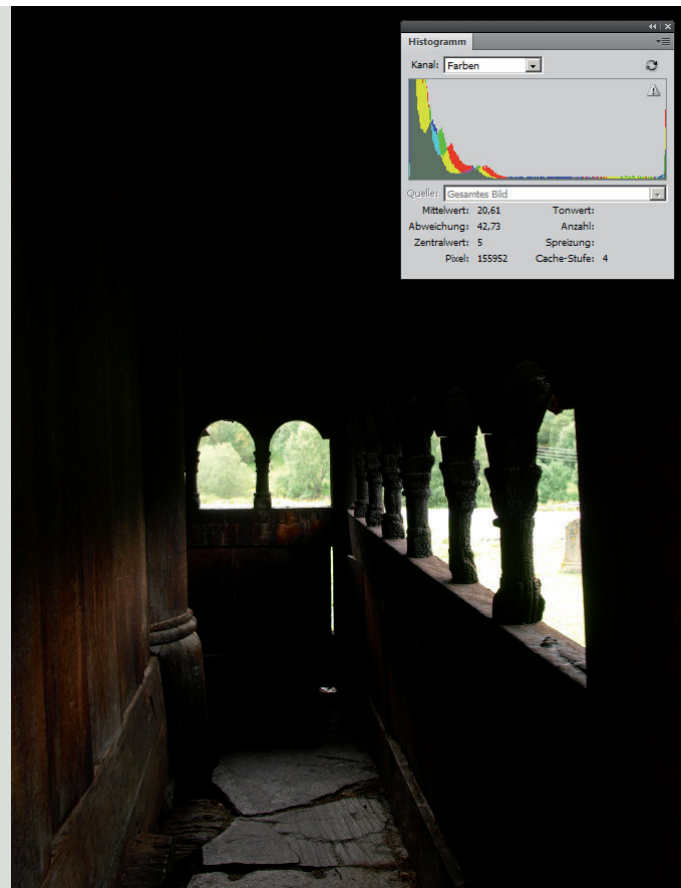 Histogramm
Kanal: Farben
Quelle: Gesamtes Bild
Mittelwert: 20,61 Tonwert:
Abweichung: 42,73 Anzahl:
Zentralwert: 5 Spreizung:
Pixel: 155952 Cache-Stufe: 4